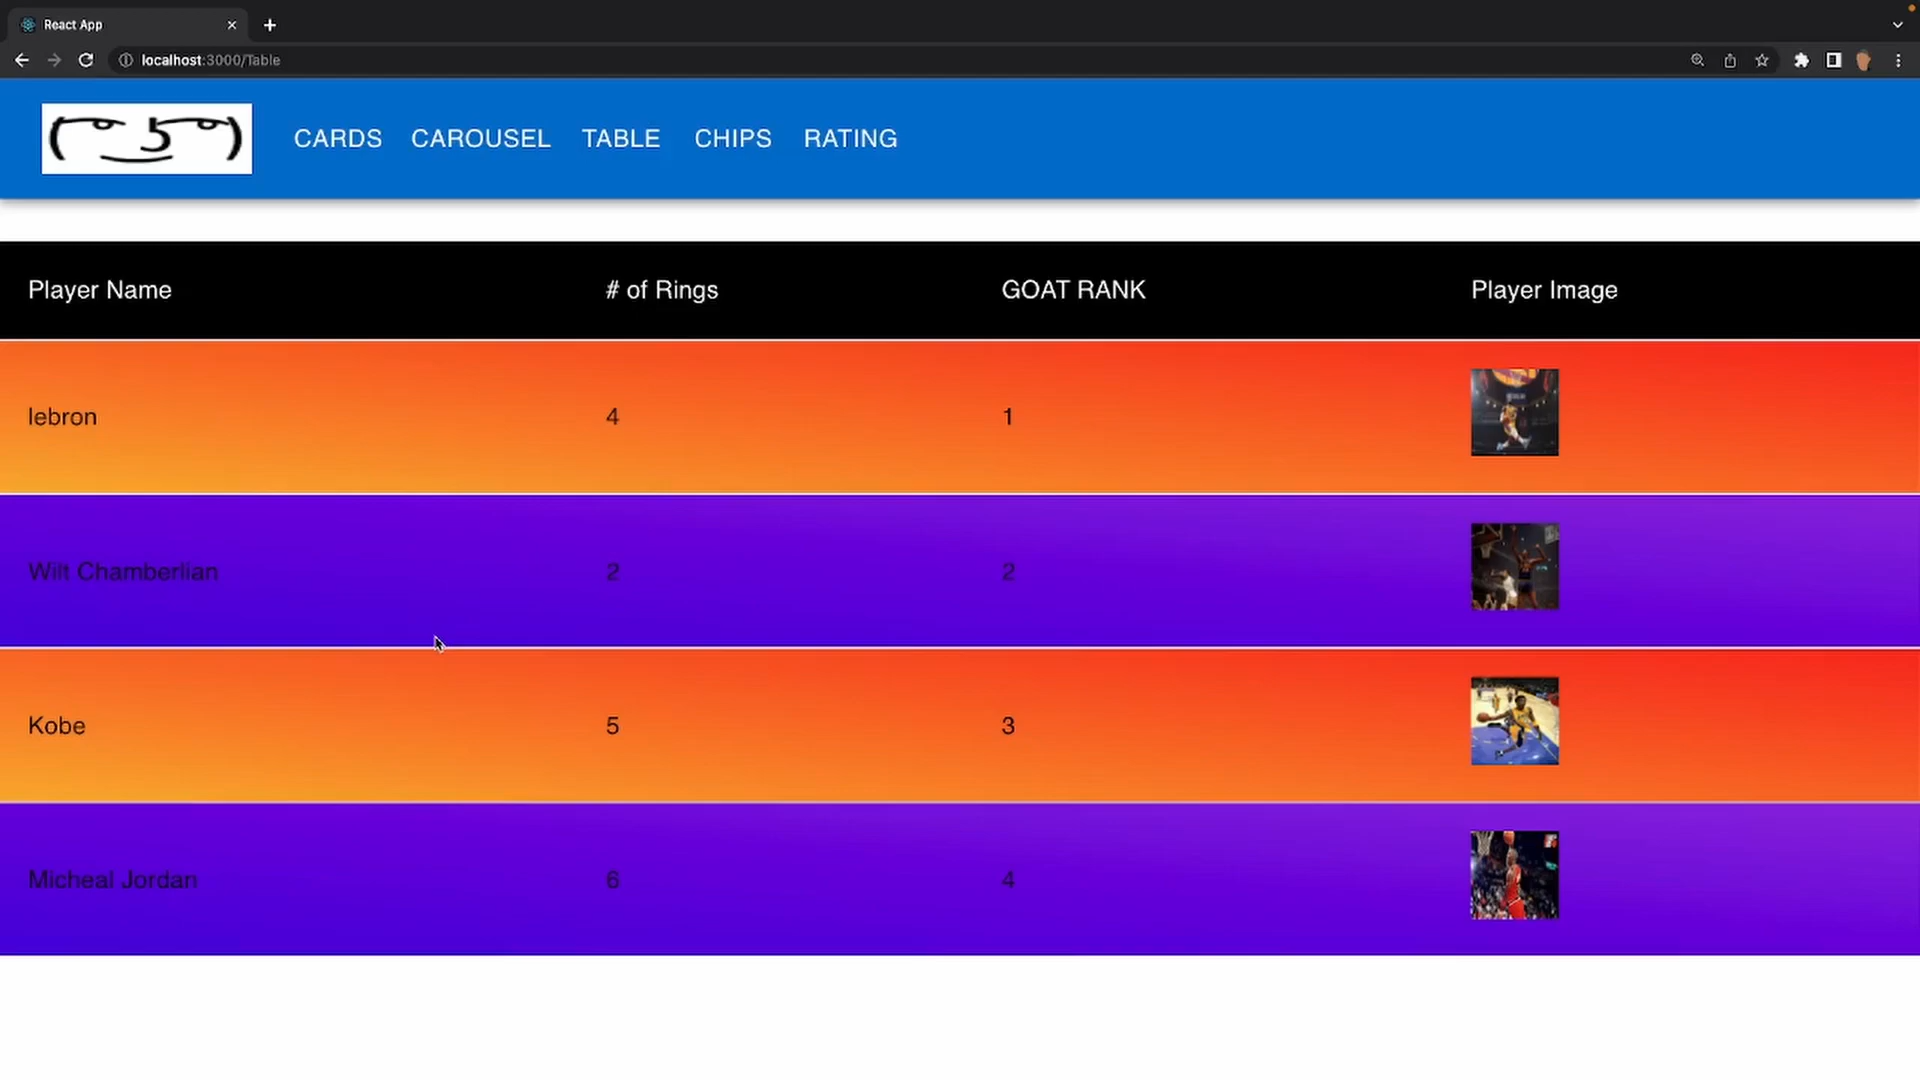 React App
localhost:3000/Table
CARDS CAROUSEL TABLE CHIPS RATING
Player Name # of Rings GOAT RANK Player Image
lebron 4 1
Wilt Chamberlian 2 2
Kobe 5 3
Micheal Jordan 6 4